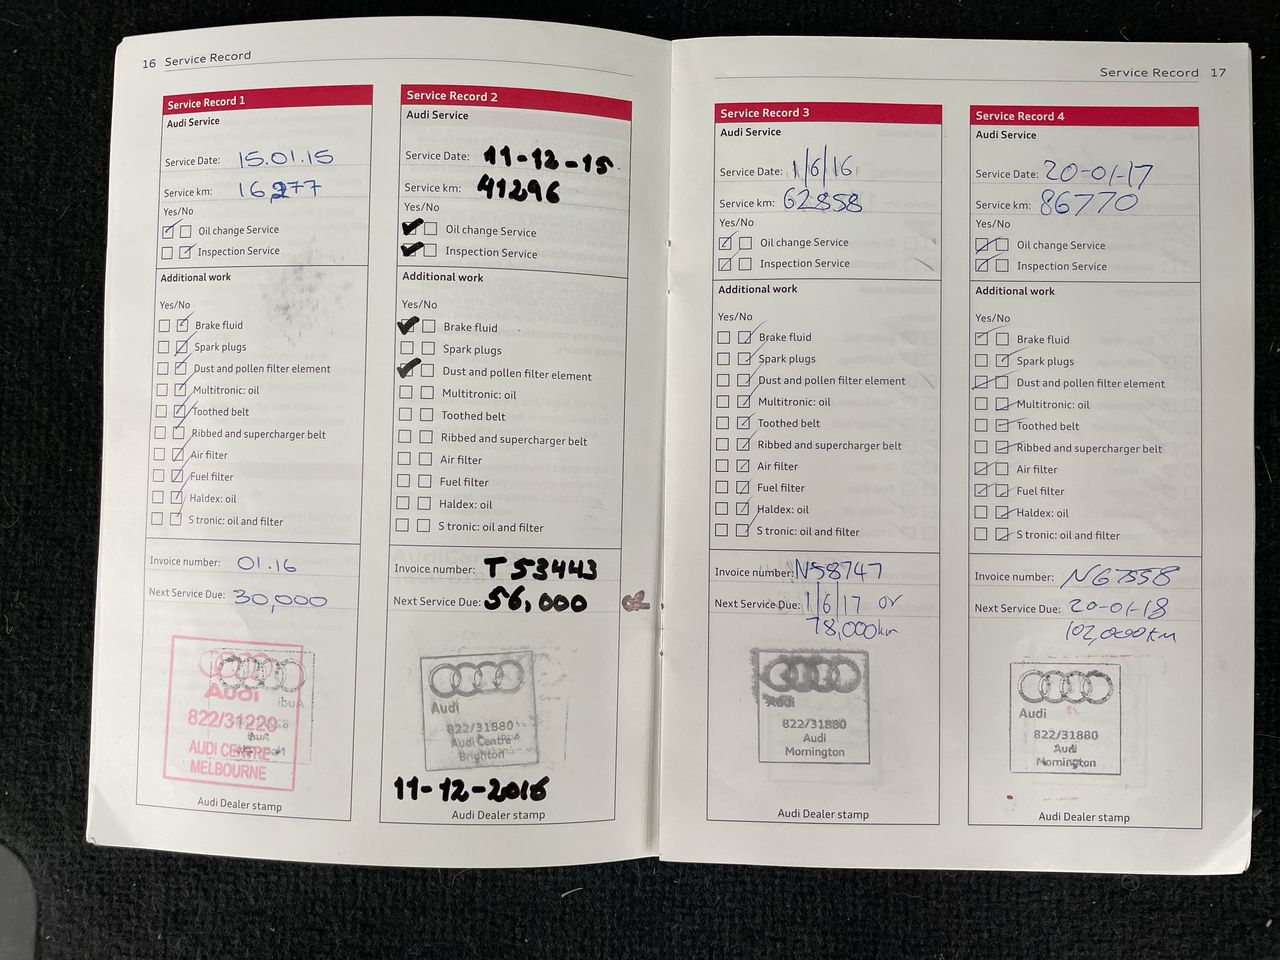 16 Service Record
Service Record 1
Audi Service
Service Date: 15.01.15
Service km: 16277
Yes/No
Oil change Service
Inspection Service
Additional work
Yes/No
Brake fluid
Spark plugs
Dust and pollen filter element
Multitronic: oil
Toothed belt
Ribbed and supercharger belt
Air filter
Fuel filter
Haldex: oil
S tronic: oil and filter
Invoice number: 01.16
Next Service Due: 30,000
Audi
822/31220
AUDI CENTRE
MELBOURNE
Audi Dealer stamp
Service Record 2
Audi Service
Service Date: 11-12-15
Service km: 41296
Yes/No
Oil change Service
Inspection Service
Additional work
Yes/No
Brake fluid
Spark plugs
Dust and pollen filter element
Multitronic: oil
Toothed belt
Ribbed and supercharger belt
Air filter
Fuel filter
Haldex: oil
S tronic: oil and filter
Invoice number: T53443
Next Service Due: 56,000
or
Audi
822/31880
Audi Centre
Brighton
11-12-2016
Audi Dealer stamp
Service Record 17
Service Record 3
Audi Service
Service Date: 1/6/16
Service km: 62858
Yes/No
Oil change Service
Inspection Service
Additional work
Yes/No
Brake fluid
Spark plugs
Dust and pollen filter element
Multitronic: oil
Toothed belt
Ribbed and supercharger belt
Air filter
Fuel filter
Haldex: oil
S tronic: oil and filter
Invoice number: N58747
Next Service Due: 1/6/17 or
78,000km
Audi
822/31880
Audi
Mornington
Audi Dealer stamp
Service Record 4
Audi Service
Service Date: 20-01-17
Service km: 86770
Yes/No
Oil change Service
Inspection Service
Additional work
Yes/No
Brake fluid
Spark plugs
Dust and pollen filter element
Multitronic: oil
Toothed belt
Ribbed and supercharger belt
Air filter
Fuel filter
Haldex: oil
S tronic: oil and filter
Invoice number:
Next Service Due: 20-01-18
102,000km
Audi
822/31880
Audi
Mornington
Audi Dealer stamp